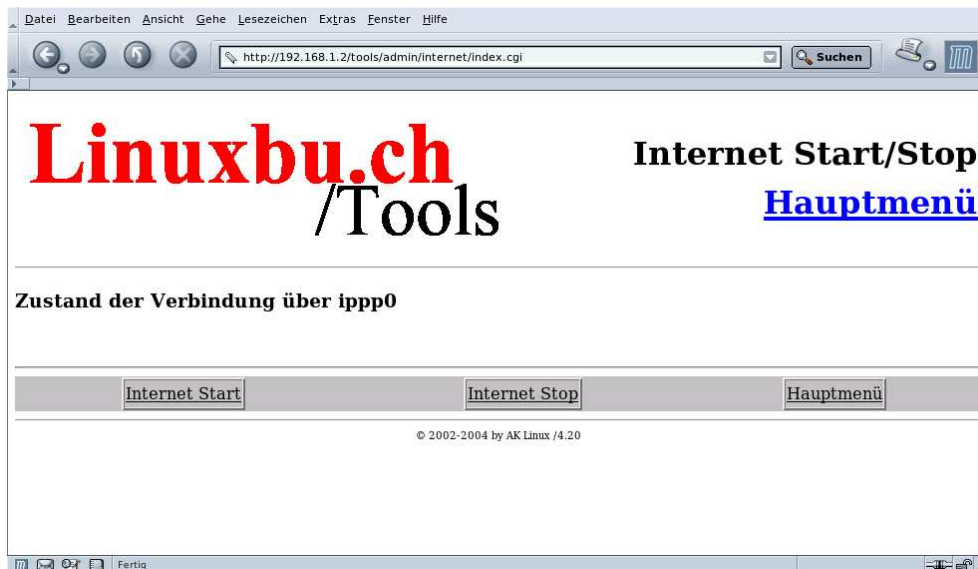 Datei Bearbeiten Ansicht Gehe Lesezeichen Extras Fenster Hilfe
http://192.168.1.2/tools/admin/internet/index.cgi
Suchen
Linuxbu.ch
/Tools
Internet Start/Stop
Hauptmenü
Zustand der Verbindung über ippp0
Internet Start Internet Stop Hauptmenü
© 2002-2004 by AK Linux /4.20
Fertig